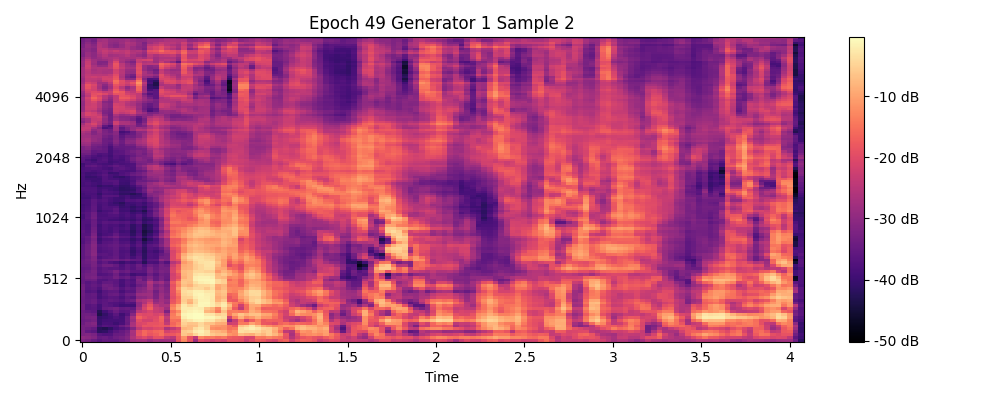 Epoch 49 Generator 1 Sample 2
4096
2048
1024
512
0
Hz
0 0.5 1 1.5 2 2.5 3 3.5 4
Time
-10 dB
-20 dB
-30 dB
-40 dB
-50 dB